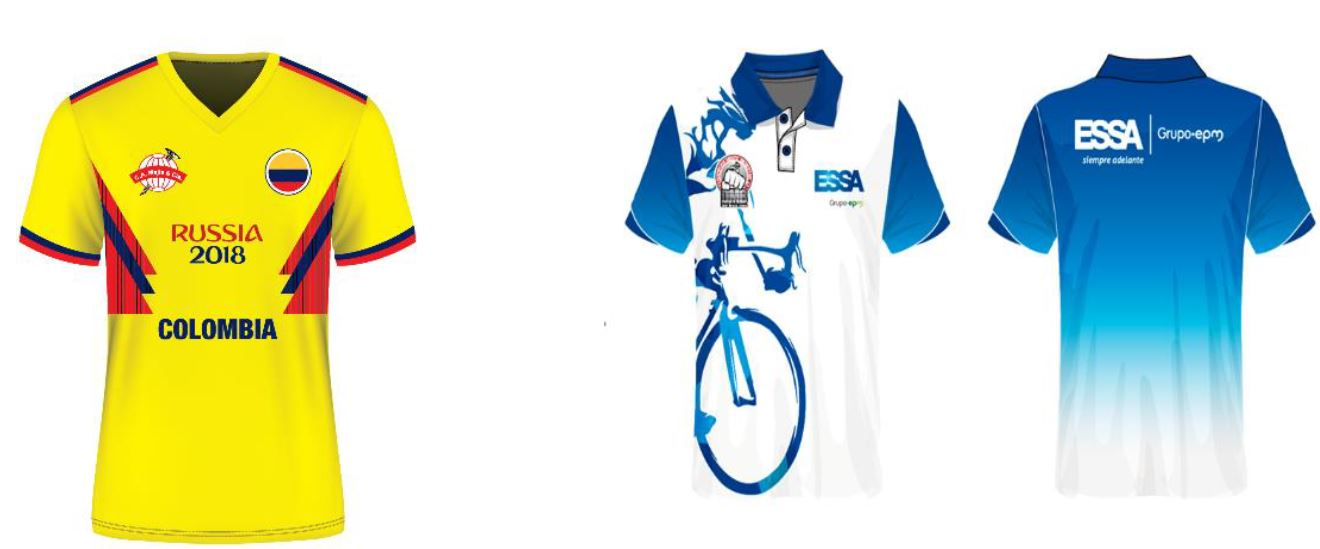 RUSSIA
2018
COLOMBIA
ESSA
Grupo·epm
ESSA
Grupo·epm
siempre adelante